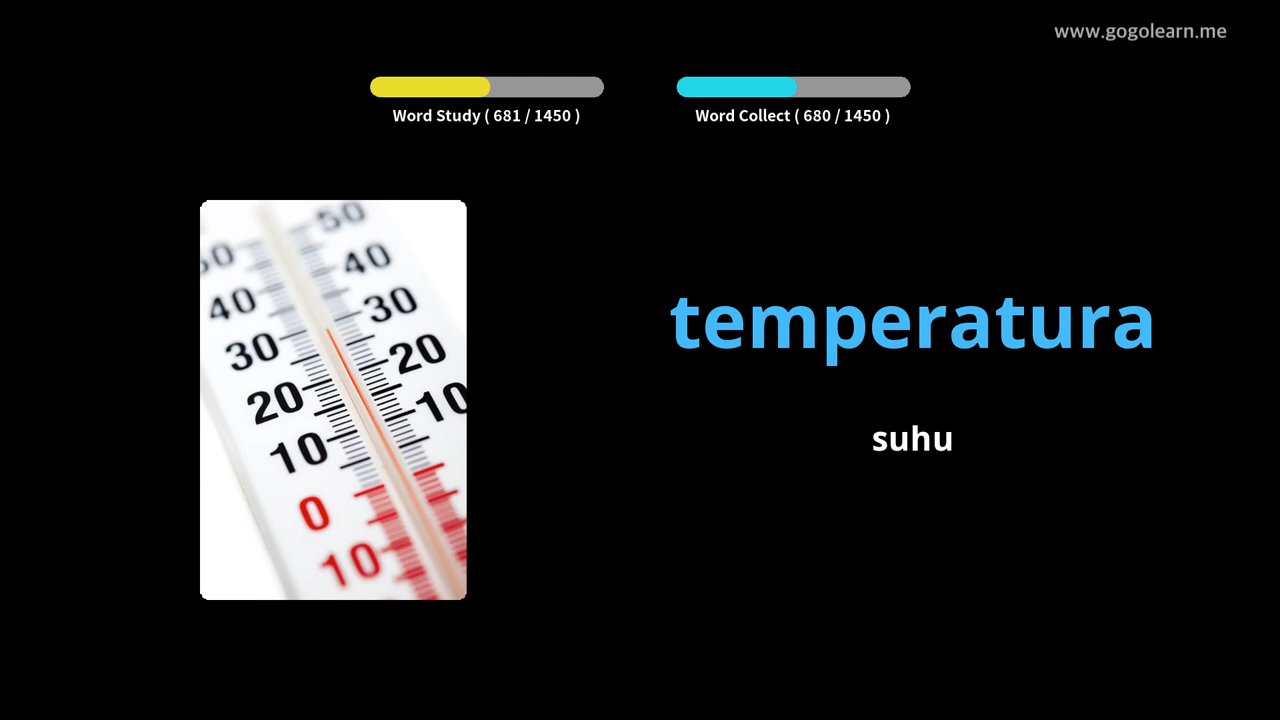 www.gogolearn.me
Word Study ( 681 / 1450 )
Word Collect ( 680 / 1450 )
50
50
40
40
30
30
20
20
10
10
0
10
temperatura
suhu